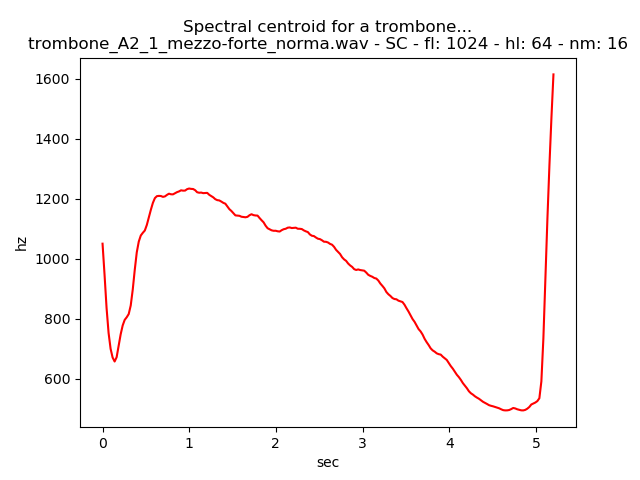 Spectral centroid for a trombone...
trombone_A2_1_mezzo-forte_norma.wav - SC - fl: 1024 - hl: 64 - nm: 16
1600
1400
1200
1000
800
600
hz
0 1 2 3 4 5
sec